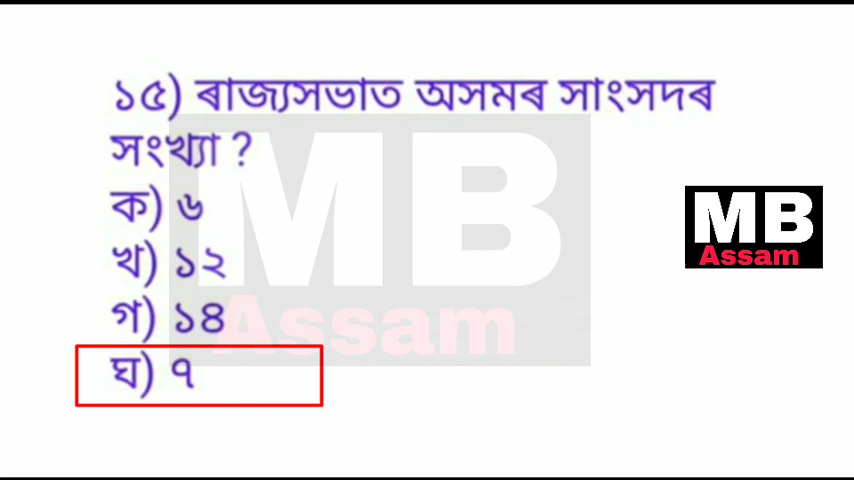 ১৫) ৰাজ্যসভাত অসমৰ সাংসদৰ
সংখ্যা ?
ক) ৬
খ) ১২
গ) ১৪
ঘ) ৭
MB
Assam
MB
Assam